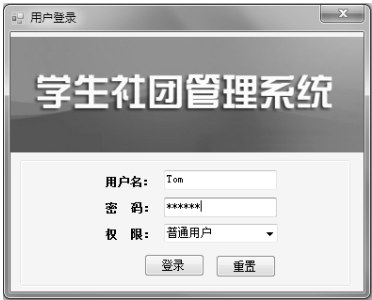 用户登录
学生社团管理系统
用户名： Tom
密 码： ******
权 限： 普通用户
登录 重置